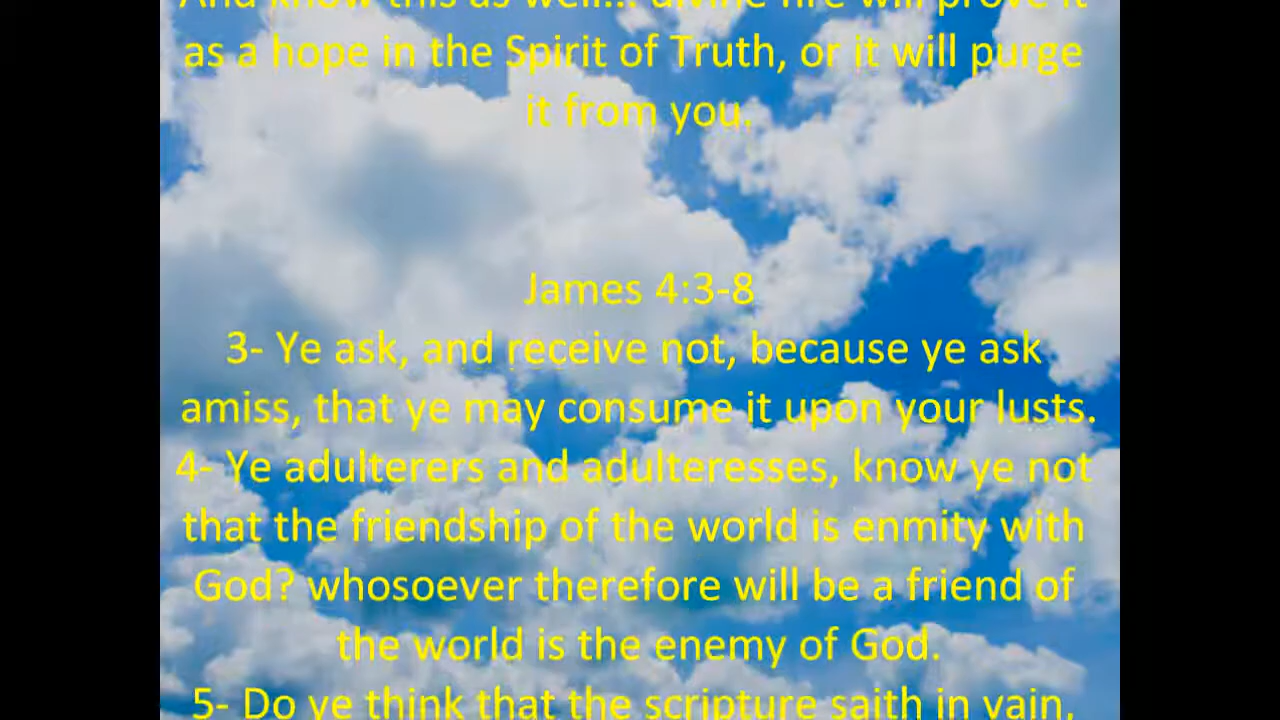 And know this as well... divine fire will prove it
as a hope in the Spirit of Truth, or it will purge
it from you.
James 4:3-8
3- Ye ask, and receive not, because ye ask
amiss, that ye may consume it upon your lusts.
4- Ye adulterers and adulteresses, know ye not
that the friendship of the world is enmity with
God? whosoever therefore will be a friend of
the world is the enemy of God.
5- Do ye think that the scripture saith in vain,